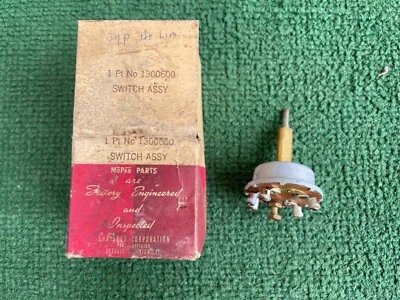 1 Pt No 1300600
SWITCH ASSY
1 Pt No 1300600
SWITCH ASSY
MOPAR PARTS
are
Factory Engineered
and
Inspected
CHRYSLER CORPORATION
DETROIT